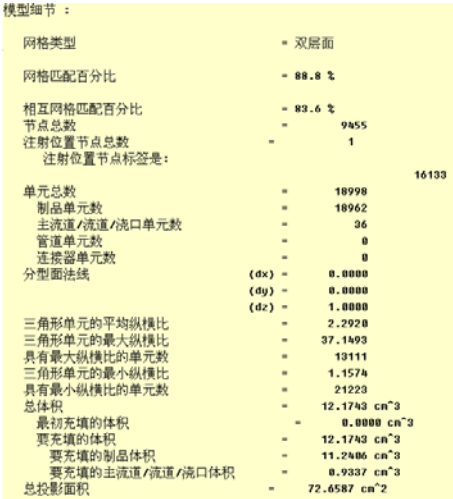 模型细节 :
网格类型 = 双层面
网格匹配百分比 = 88.8 %
相互网格匹配百分比 = 83.6 %
节点总数 = 9455
注射位置节点总数 = 1
注射位置节点标签是:
16133
单元总数 = 18998
制品单元数 = 18962
主流道/流道/浇口单元数 = 36
管道单元数 = 0
连接器单元数 = 0
分型面法线 (dx) = 0.0000
(dy) = 0.0000
(dz) = 1.0000
三角形单元的平均纵横比 = 2.2920
三角形单元的最大纵横比 = 37.1493
具有最大纵横比的单元数 = 13111
三角形单元的最小纵横比 = 1.1574
具有最小纵横比的单元数 = 21223
总体积 = 12.1743 cm^3
最初充填的体积 = 0.0000 cm^3
要充填的体积 = 12.1743 cm^3
要充填的制品体积 = 11.2406 cm^3
要充填的主流道/流道/浇口体积 = 0.9337 cm^3
总投影面积 = 72.6587 cm^2